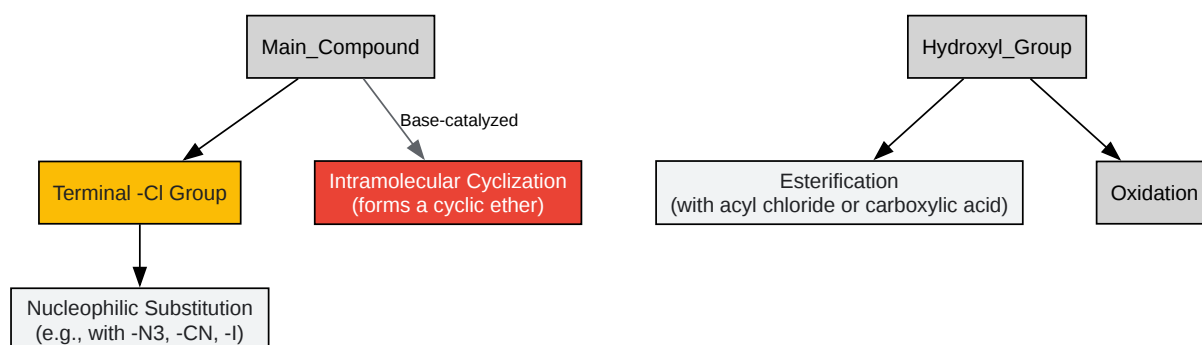 Main_Compound
Hydroxyl_Group
Base-catalyzed
Terminal -Cl Group
Intramolecular Cyclization
(forms a cyclic ether)
Esterification
(with acyl chloride or carboxylic acid)
Oxidation
Nucleophilic Substitution
(e.g., with -N3, -CN, -I)